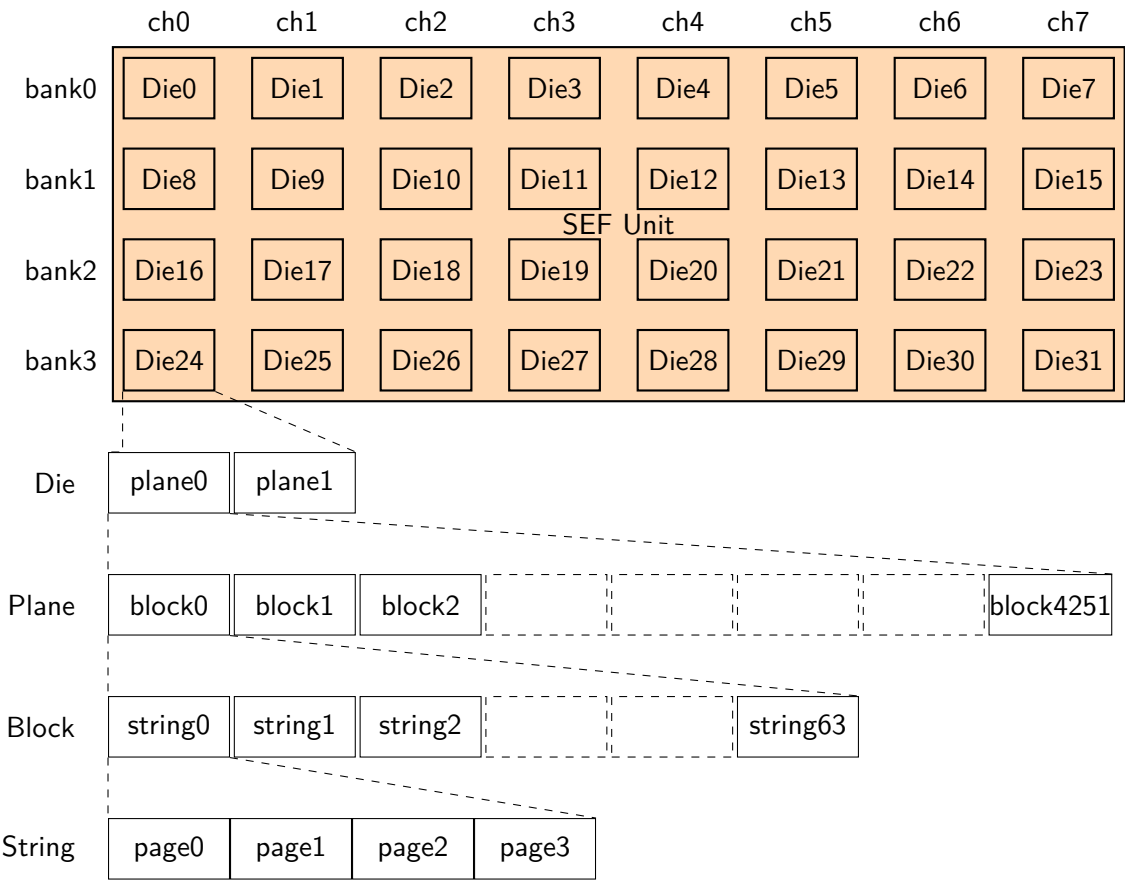 ch0 ch1 ch2 ch3 ch4 ch5 ch6 ch7
bank0 Die0 Die1 Die2 Die3 Die4 Die5 Die6 Die7
bank1 Die8 Die9 Die10 Die11 Die12 Die13 Die14 Die15
SEF Unit
bank2 Die16 Die17 Die18 Die19 Die20 Die21 Die22 Die23
bank3 Die24 Die25 Die26 Die27 Die28 Die29 Die30 Die31
Die plane0 plane1
Plane block0 block1 block2 block4251
Block string0 string1 string2 string63
String page0 page1 page2 page3